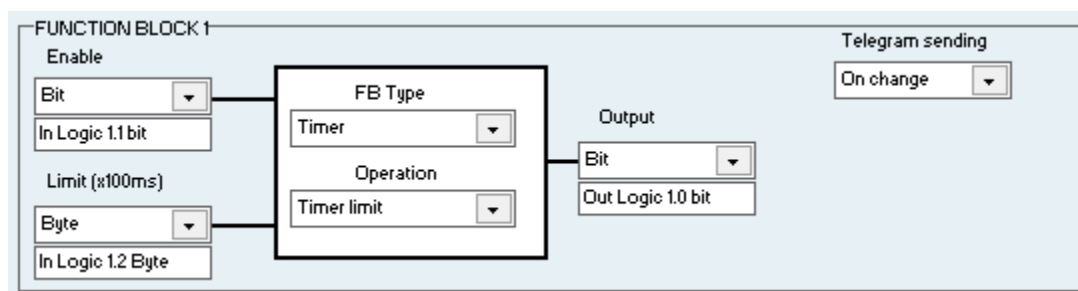 FUNCTION BLOCK 1
Enable
Bit
In Logic 1.1 bit
Limit (x100ms)
Byte
In Logic 1.2 Byte
FB Type
Timer
Operation
Timer limit
Output
Bit
Out Logic 1.0 bit
Telegram sending
On change